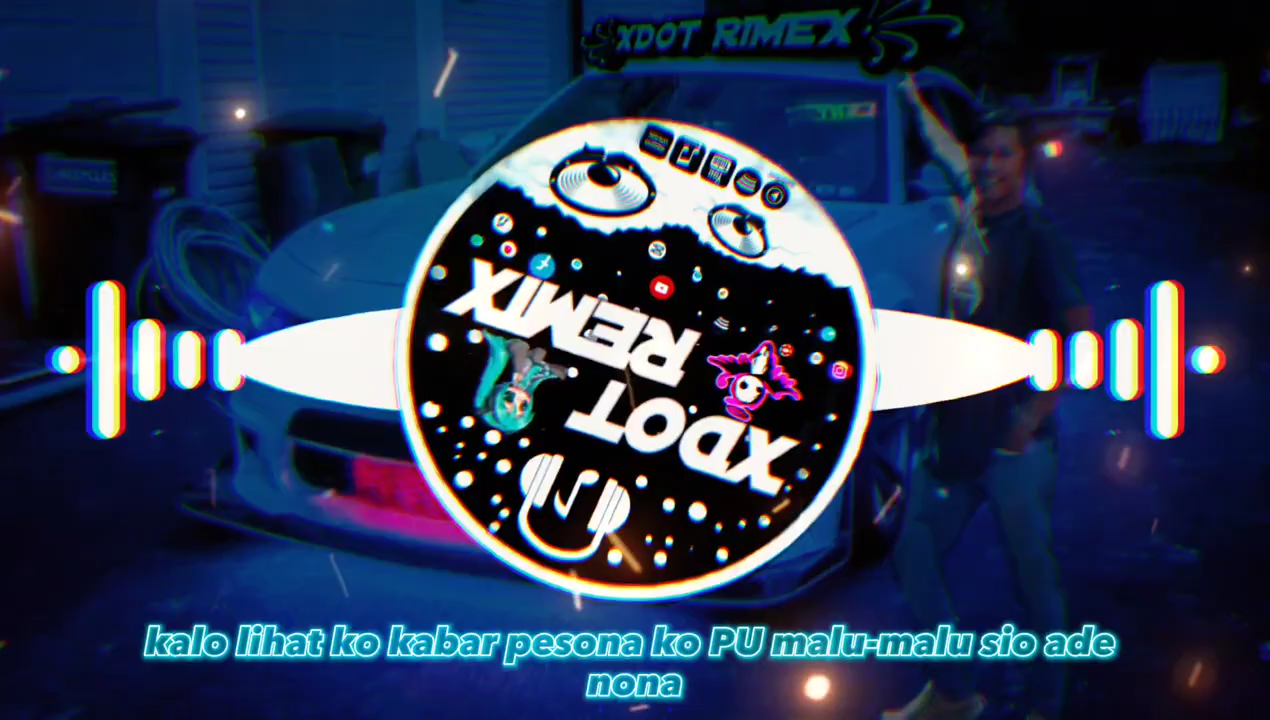 XDOT RIMEX
XDOT
REMIX
kalo lihat ko kabar pesona ko PU malu-malu sio ade
nona